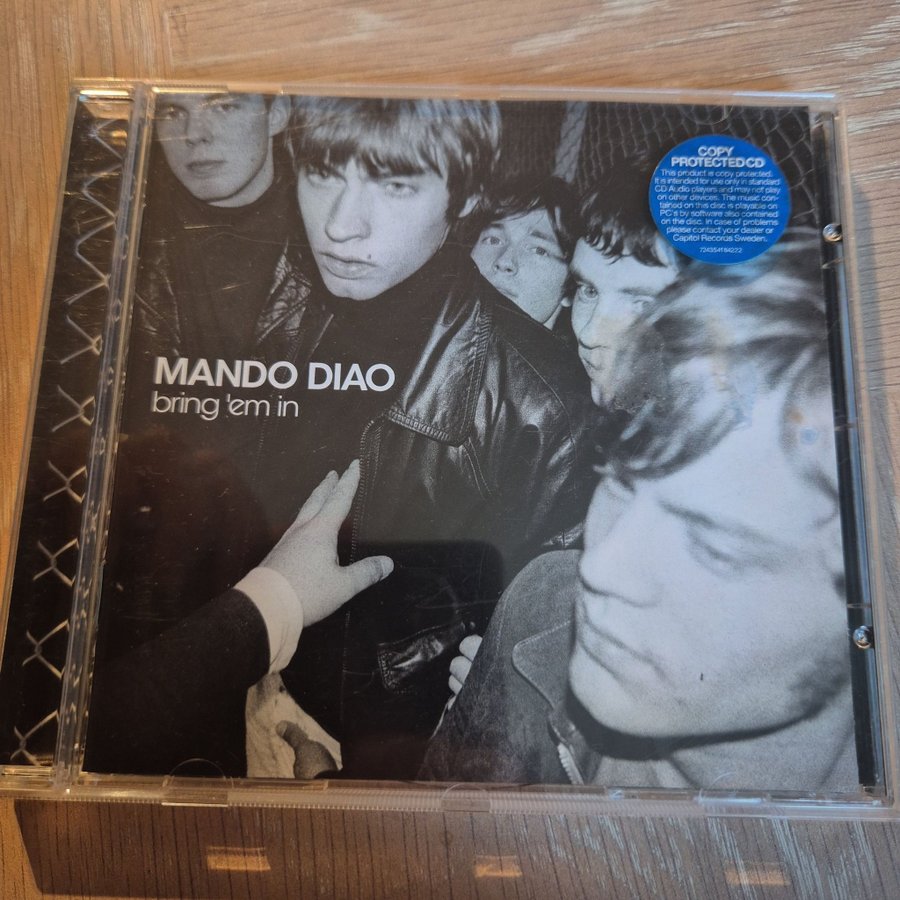 COPY
PROTECTED CD
This product is copy protected.
It is intended for use only in standard
CD Audio players and may not play
on other devices. The music con-
tained on this disc is playable on
PC's by software also contained
on the disc. In case of problems
please contact your dealer or
Capitol Records Sweden.
724354184222
MANDO DIAO
bring 'em in